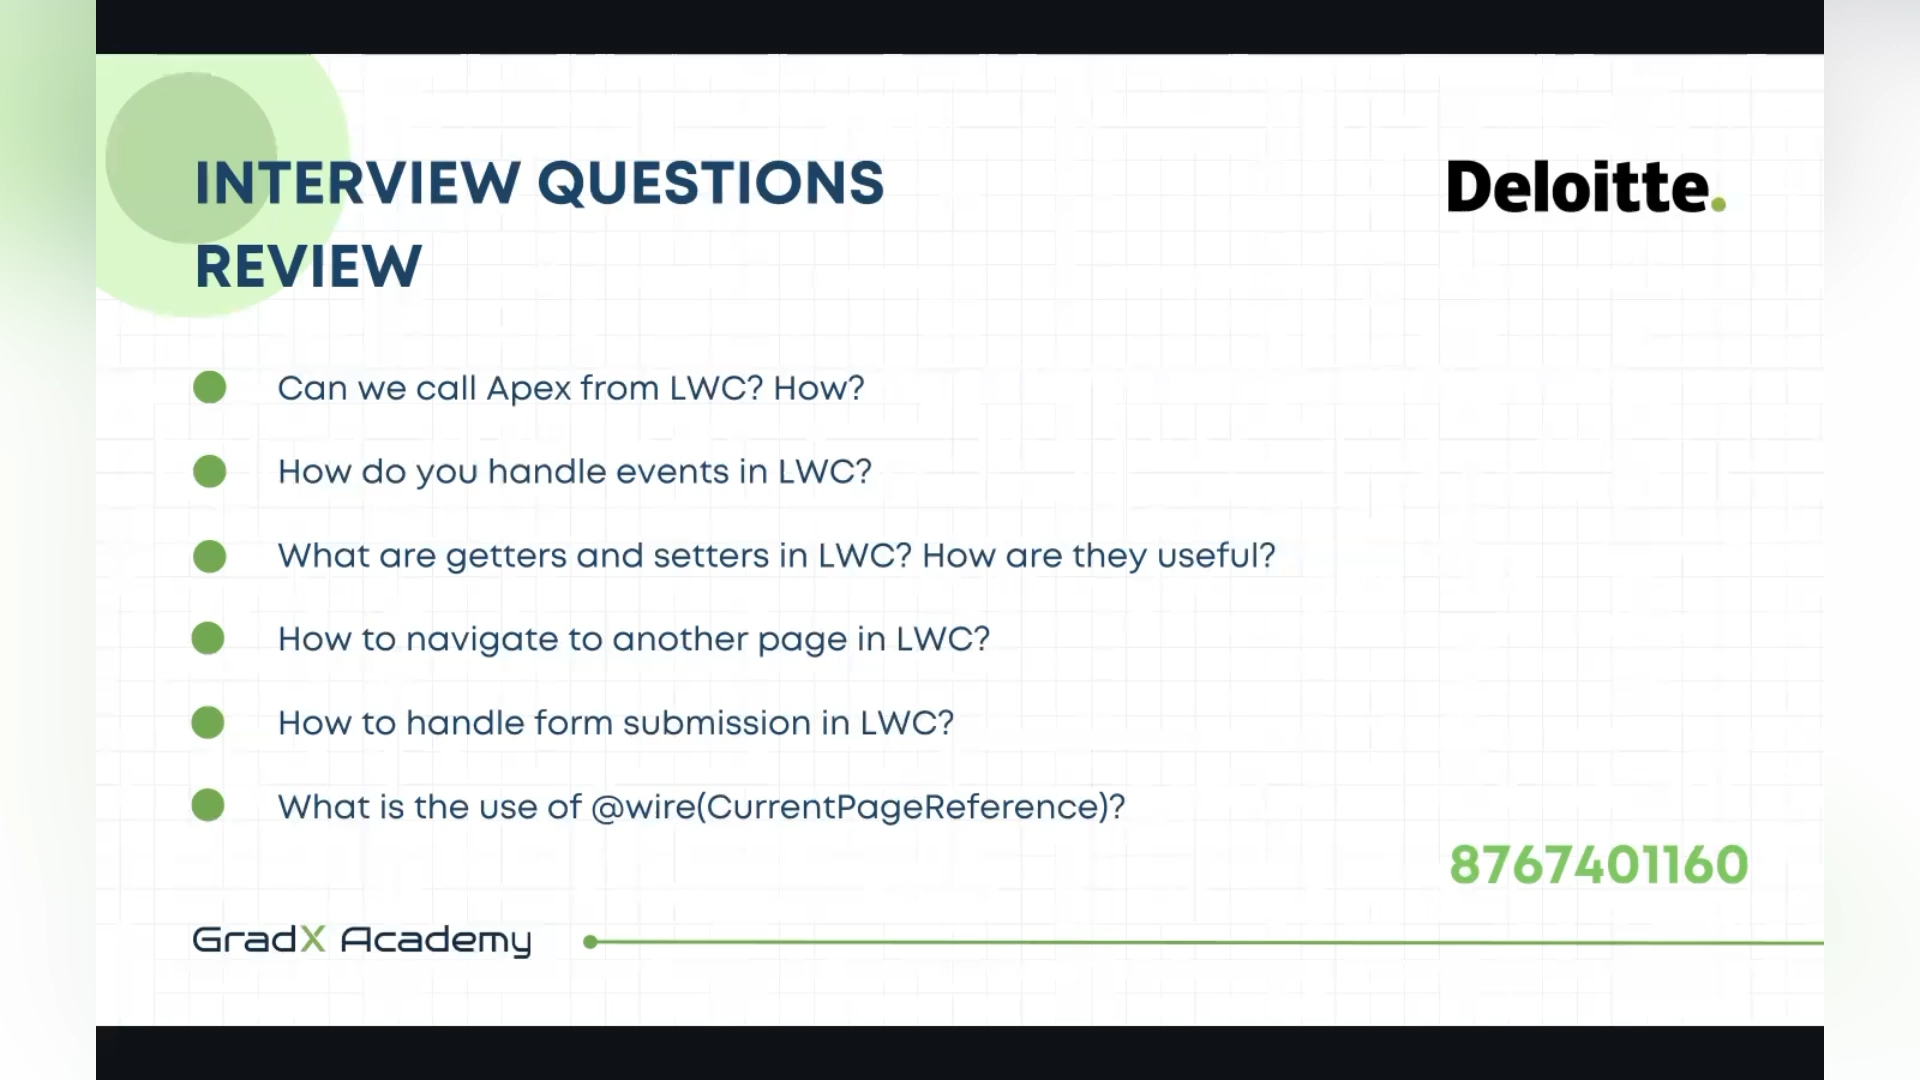 INTERVIEW QUESTIONS
REVIEW
Deloitte.
Can we call Apex from LWC? How?
How do you handle events in LWC?
What are getters and setters in LWC? How are they useful?
How to navigate to another page in LWC?
How to handle form submission in LWC?
What is the use of @wire(CurrentPageReference)?
8767401160
GradX Academy